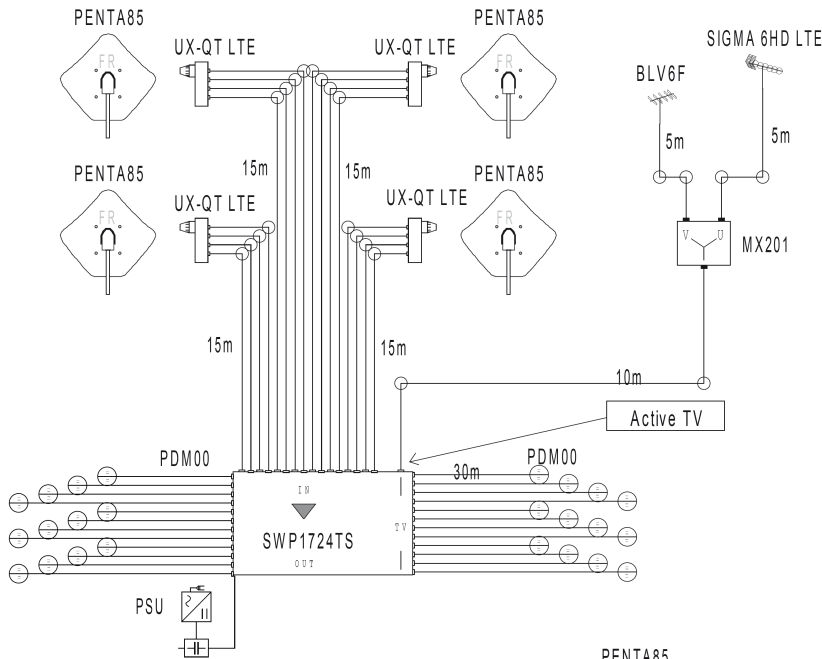 PENTA85
UX-QT LTE
UX-QT LTE
PENTA85
SIGMA 6HD LTE
BLV6F
FR
FR
5m
5m
15m
15m
PENTA85
UX-QT LTE
UX-QT LTE
PENTA85
FR
FR
V
U
MX201
15m
15m
10m
Active TV
PDM00
30m
PDM00
IN
TV
SWP1724TS
OUT
PSU
PENTA85